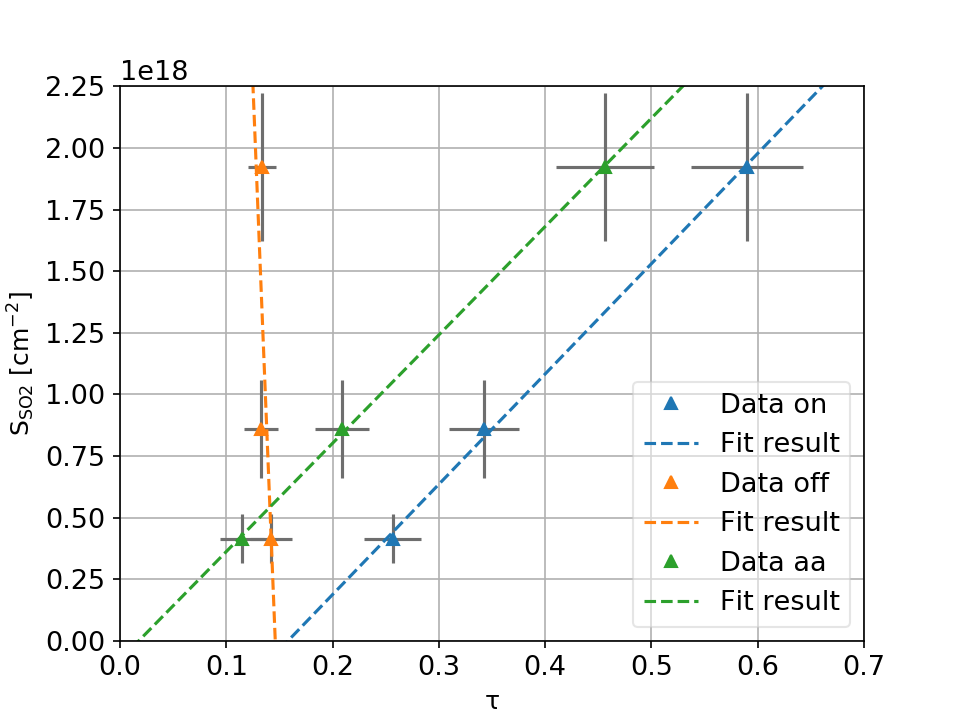 1e18
2.25
2.00
1.75
1.50
1.25
1.00
0.75
0.50
0.25
0.00
S_SO2 [cm⁻²]
0.0 0.1 0.2 0.3 0.4 0.5 0.6 0.7
τ
Data on
Fit result
Data off
Fit result
Data aa
Fit result